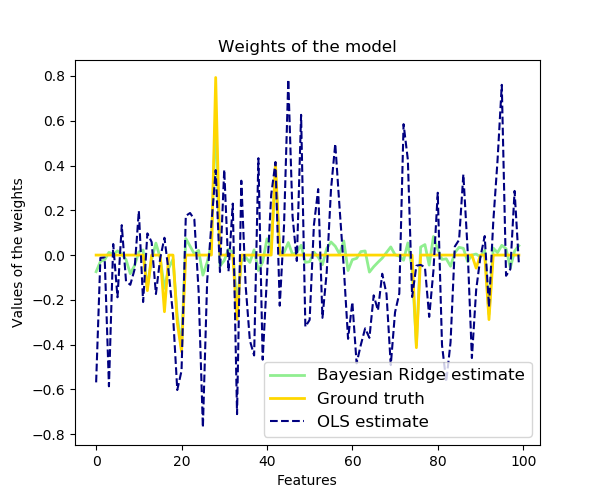 Weights of the model
Values of the weights
0.8
0.6
0.4
0.2
0.0
−0.2
−0.4
−0.6
−0.8
Bayesian Ridge estimate
Ground truth
OLS estimate
0 20 40 60 80 100
Features